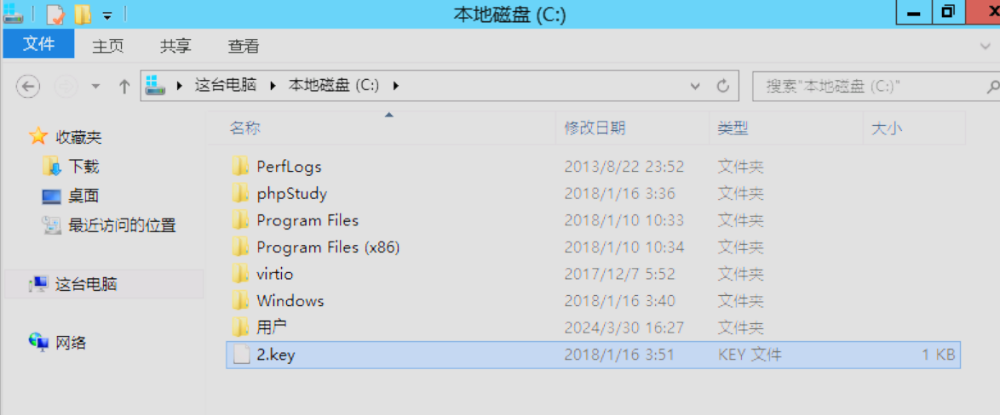 本地磁盘 (C:)
文件 主页 共享 查看
这台电脑 本地磁盘 (C:) 搜索"本地磁盘 (C:)"
收藏夹
下载
桌面
最近访问的位置
这台电脑
网络
名称 修改日期 类型 大小
PerfLogs 2013/8/22 23:52 文件夹
phpStudy 2018/1/16 3:36 文件夹
Program Files 2018/1/10 10:33 文件夹
Program Files (x86) 2018/1/10 10:34 文件夹
virtio 2017/12/7 5:52 文件夹
Windows 2018/1/16 3:40 文件夹
用户 2024/3/30 16:27 文件夹
2.key 2018/1/16 3:51 KEY 文件 1 KB